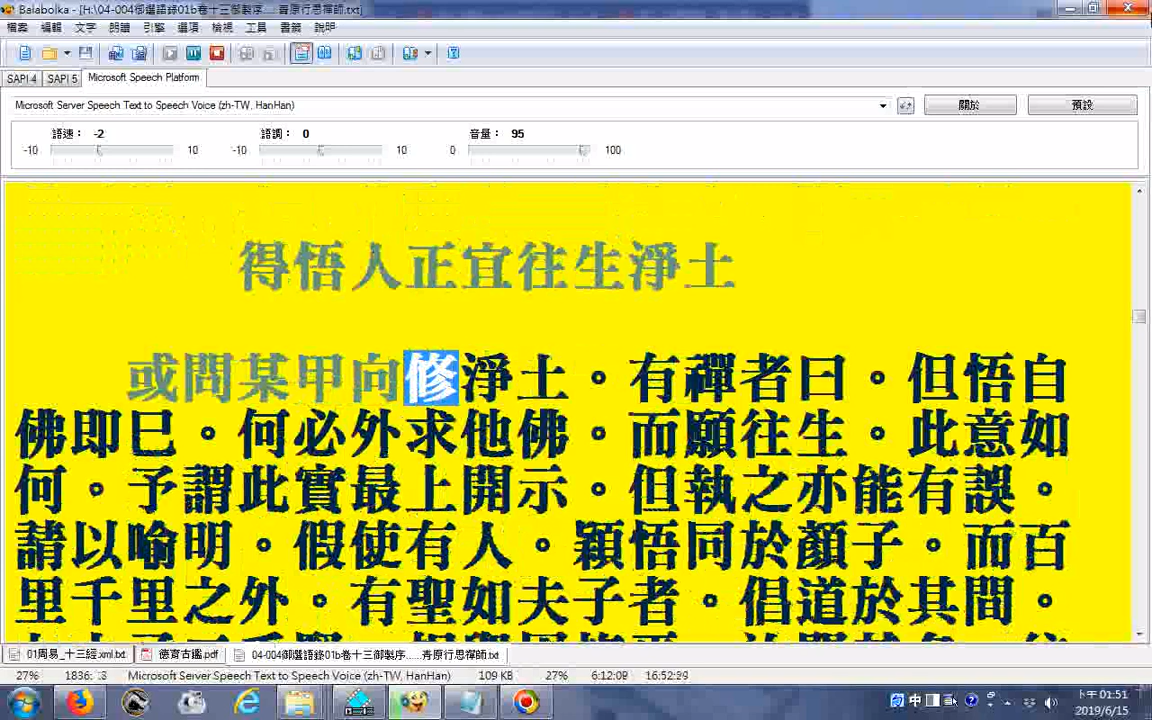 Balabolka - [H:\04-004御選語錄01b卷十三御製序......青原行思禪師.txt]
檔案 編輯 文字 朗讀 引擎 選項 檢視 工具 書籤 說明
SAPI 4 SAPI 5 Microsoft Speech Platform
Microsoft Server Speech Text to Speech Voice (zh-TW, HanHan) 關於 預設
語速： -2 語調： 0 音量： 95
-10 10 -10 10 0 100
得悟人正宜往生淨土
或問某甲向修淨土。有禪者曰。但悟自
佛即巳。何必外求他佛。而願往生。此意如
何。予謂此實最上開示。但執之亦能有誤。
請以喻明。假使有人。穎悟同於顏子。而百
里千里之外。有聖如夫子者。倡道於其間。
01周易_十三經.xml.txt 德育古鑑.pdf 04-004御選語錄01b卷十三御製序......青原行思禪師.txt
27% Microsoft Server Speech Text to Speech Voice (zh-TW, HanHan) 109 KB 27% 6:12:09 16:52:39
中 下午 01:51
2019/6/15